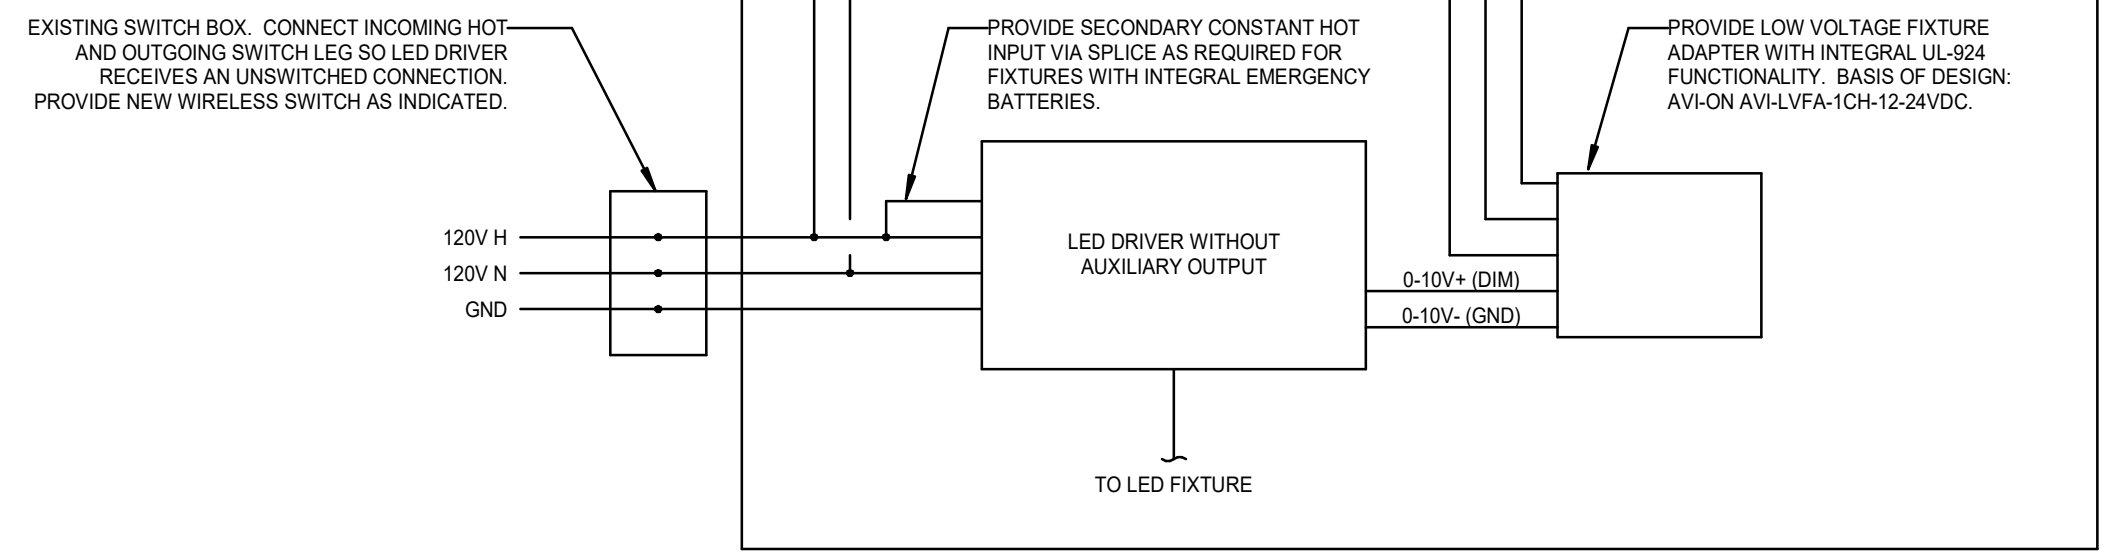 EXISTING SWITCH BOX.  CONNECT INCOMING HOT
AND OUTGOING SWITCH LEG SO LED DRIVER
RECEIVES AN UNSWITCHED CONNECTION.
PROVIDE NEW WIRELESS SWITCH AS INDICATED.
PROVIDE SECONDARY CONSTANT HOT
INPUT VIA SPLICE AS REQUIRED FOR
FIXTURES WITH INTEGRAL EMERGENCY
BATTERIES.
PROVIDE LOW VOLTAGE FIXTURE
ADAPTER WITH INTEGRAL UL-924
FUNCTIONALITY.  BASIS OF DESIGN:
AVI-ON AVI-LVFA-1CH-12-24VDC.
120V H
120V N
GND
LED DRIVER WITHOUT
AUXILIARY OUTPUT
0-10V+ (DIM)
0-10V- (GND)
TO LED FIXTURE